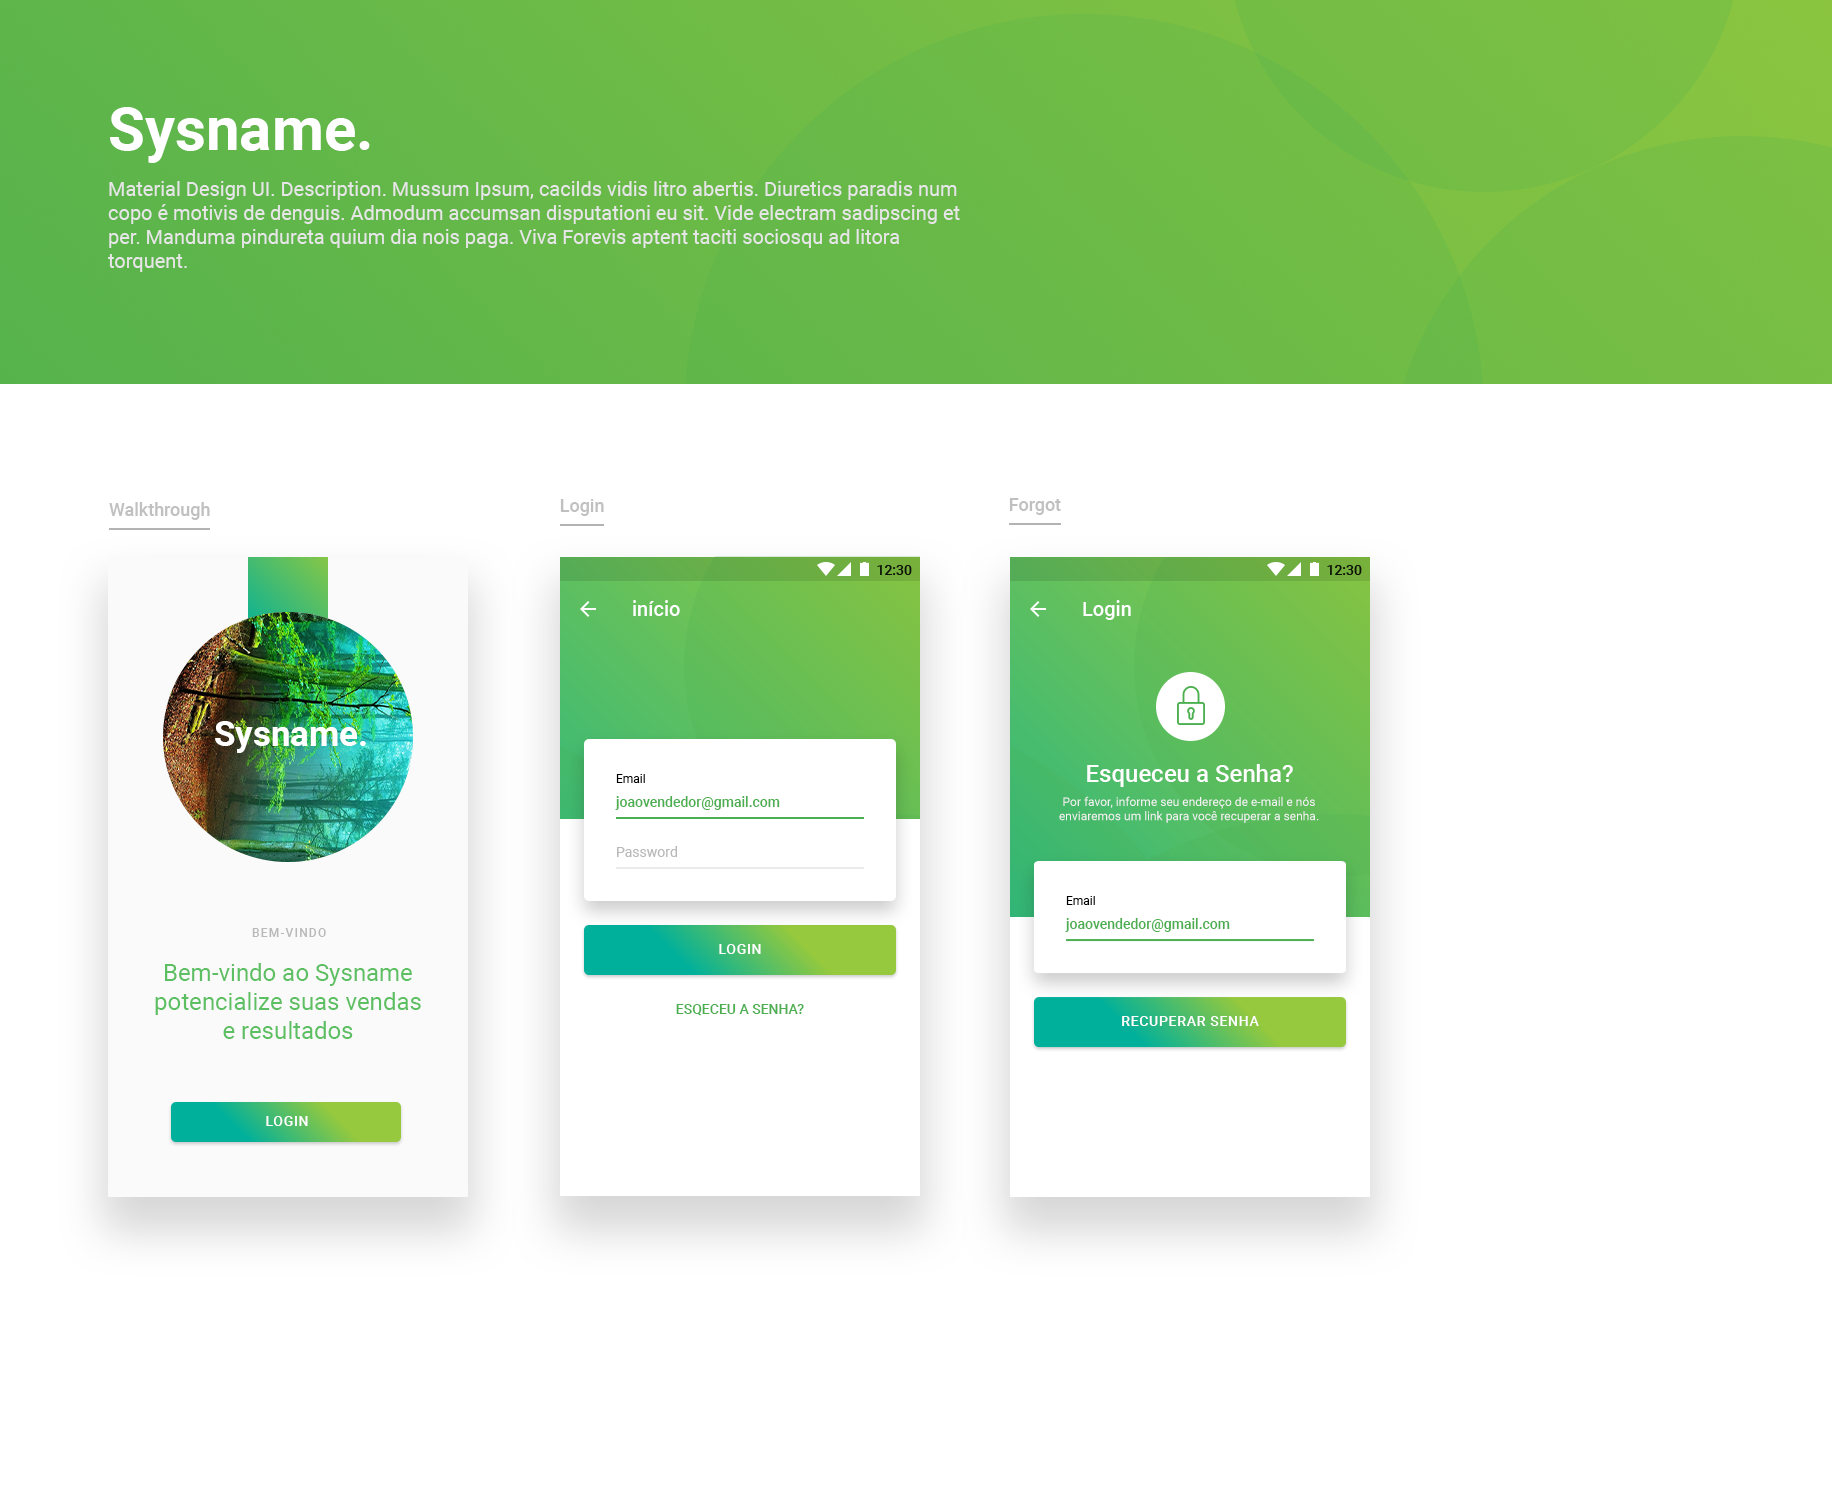 Sysname.
Material Design UI. Description. Mussum Ipsum, cacilds vidis litro abertis. Diuretics paradis num
copo é motivis de denguis. Admodum accumsan disputationi eu sit. Vide electram sadipscing et
per. Manduma pindureta quium dia nois paga. Viva Forevis aptent taciti sociosqu ad litora
torquent.
Walkthrough
Sysname.
BEM-VINDO
Bem-vindo ao Sysname
potencialize suas vendas
e resultados
LOGIN
Login
12:30
início
Email
joaovendedor@gmail.com
Password
LOGIN
ESQECEU A SENHA?
Forgot
12:30
Login
Esqueceu a Senha?
Por favor, informe seu endereço de e-mail e nós
enviaremos um link para você recuperar a senha.
Email
joaovendedor@gmail.com
RECUPERAR SENHA